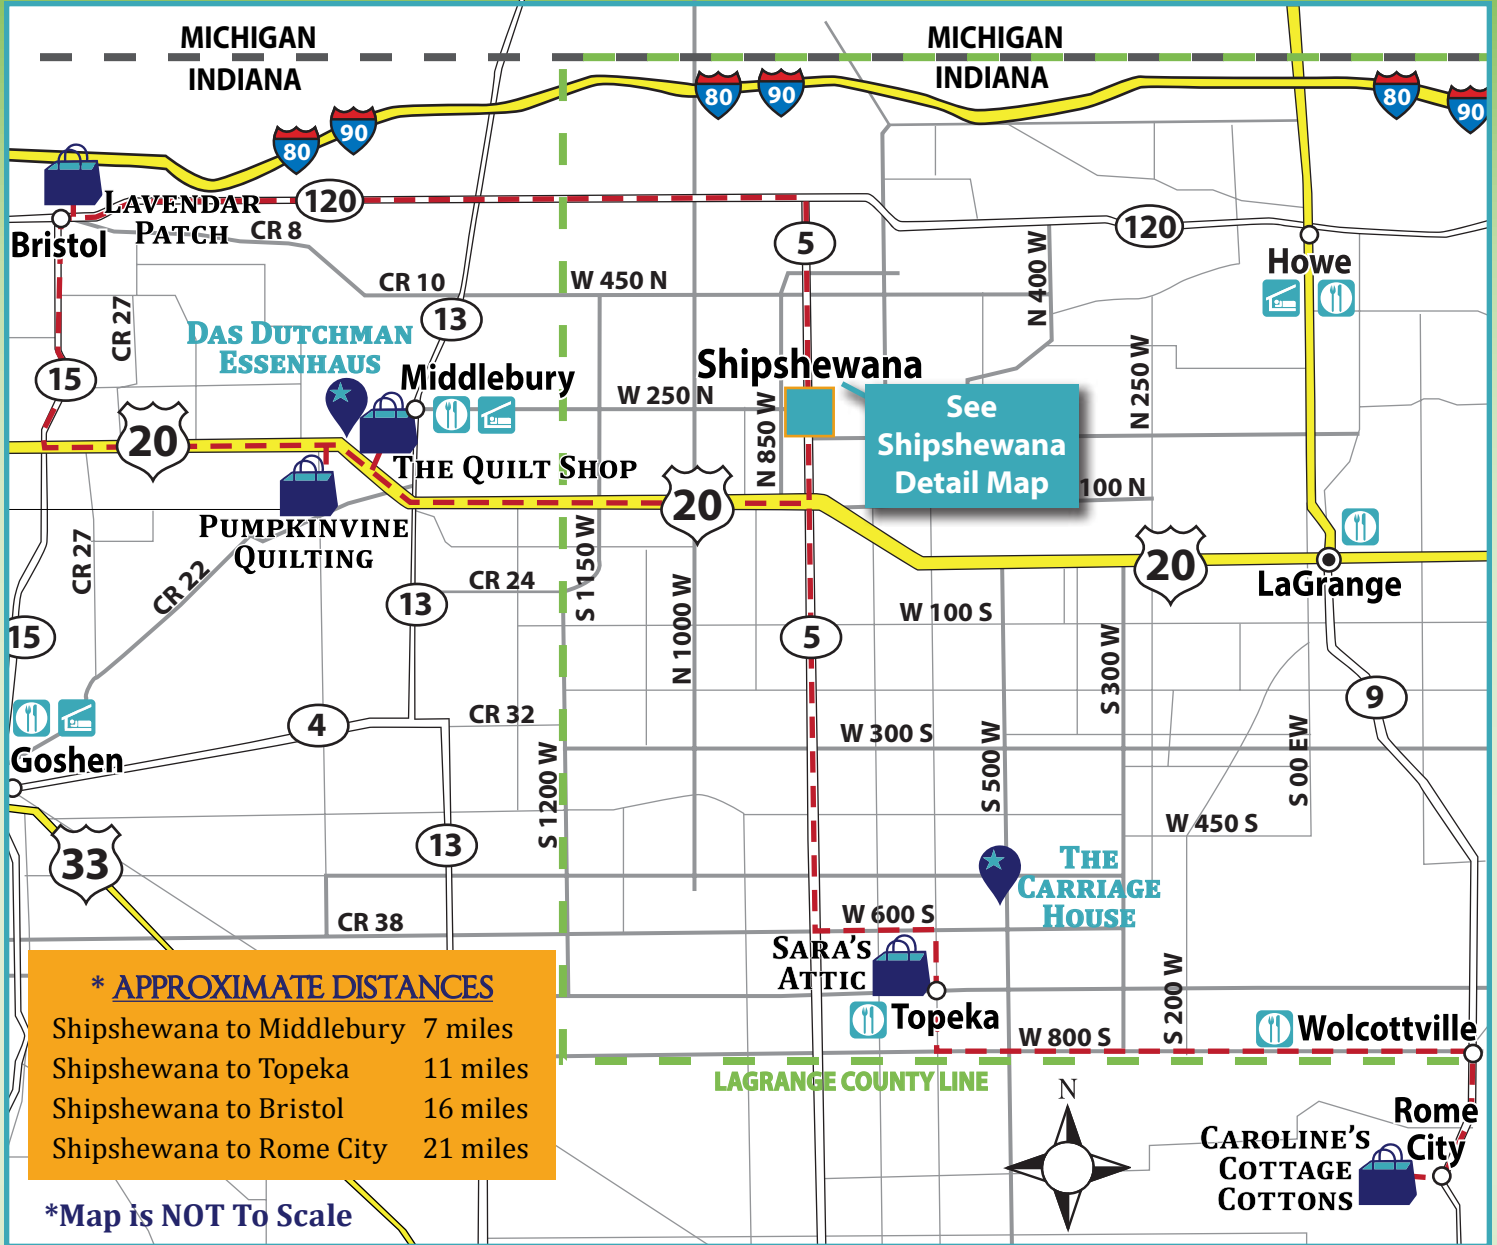 MICHIGAN
INDIANA
MICHIGAN
INDIANA
80
90
80
90
80
90
LAVENDAR
PATCH
120
Bristol
CR 8
5
120
N 400 W
Howe
CR 10
W 450 N
13
CR 27
DAS DUTCHMAN
ESSENHAUS
15
Middlebury
Shipshewana
W 250 N
N 850 W
N 250 W
See
Shipshewana
Detail Map
20
THE QUILT SHOP
20
100 N
PUMPKINVINE
QUILTING
CR 27
CR 22
CR 24
13
S 1150 W
N 1000 W
20
LaGrange
W 100 S
15
5
S 300 W
9
4
CR 32
W 300 S
S 500 W
S 00 EW
Goshen
S 1200 W
13
33
W 450 S
THE
CARRIAGE
HOUSE
CR 38
W 600 S
SARA'S
ATTIC
Topeka
S 200 W
W 800 S
Wolcottville
LAGRANGE COUNTY LINE
* APPROXIMATE DISTANCES
Shipshewana to Middlebury 7 miles
Shipshewana to Topeka 11 miles
Shipshewana to Bristol 16 miles
Shipshewana to Rome City 21 miles
N
Rome
City
CAROLINE'S
COTTAGE
COTTONS
*Map is NOT To Scale